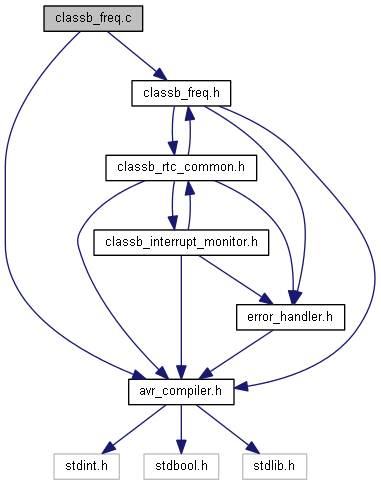 classb_freq.c
classb_freq.h
classb_rtc_common.h
classb_interrupt_monitor.h
error_handler.h
avr_compiler.h
stdint.h
stdbool.h
stdlib.h